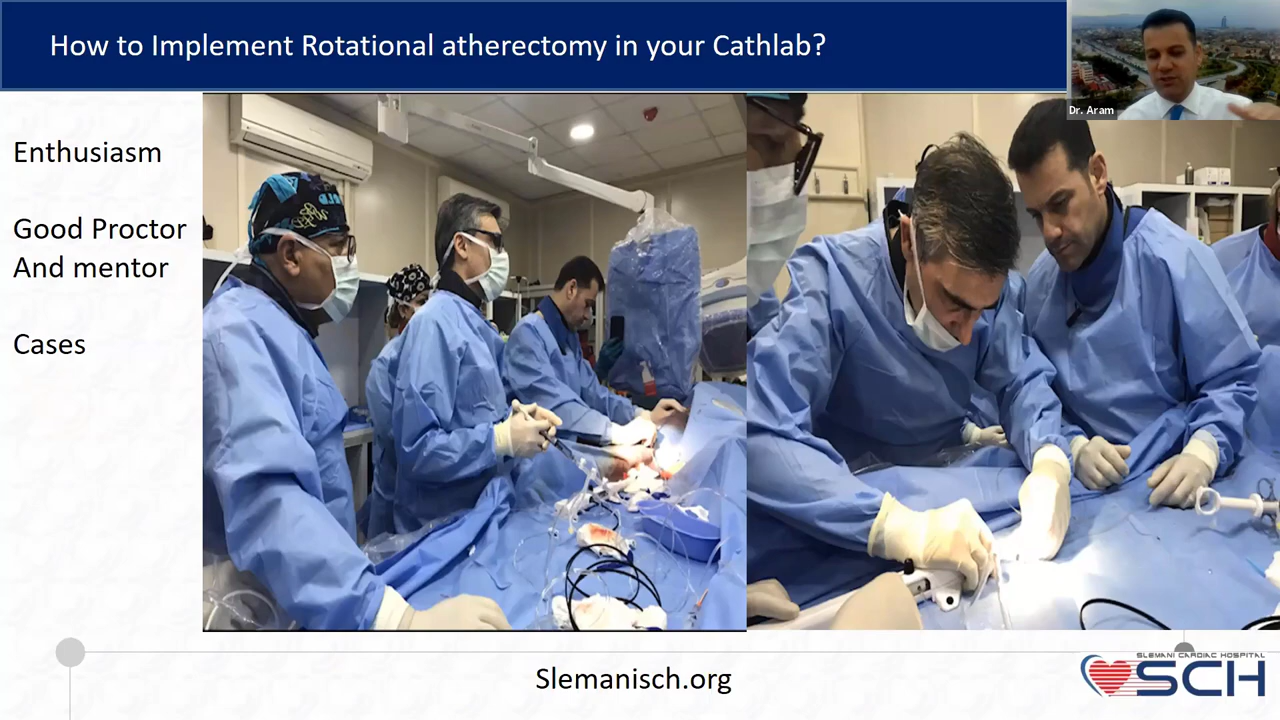 How to Implement Rotational atherectomy in your Cathlab?
Dr. Aram
Enthusiasm
Good Proctor
And mentor
Cases
Slemanisch.org
SLEMANI CARDIAC HOSPITAL
SCH